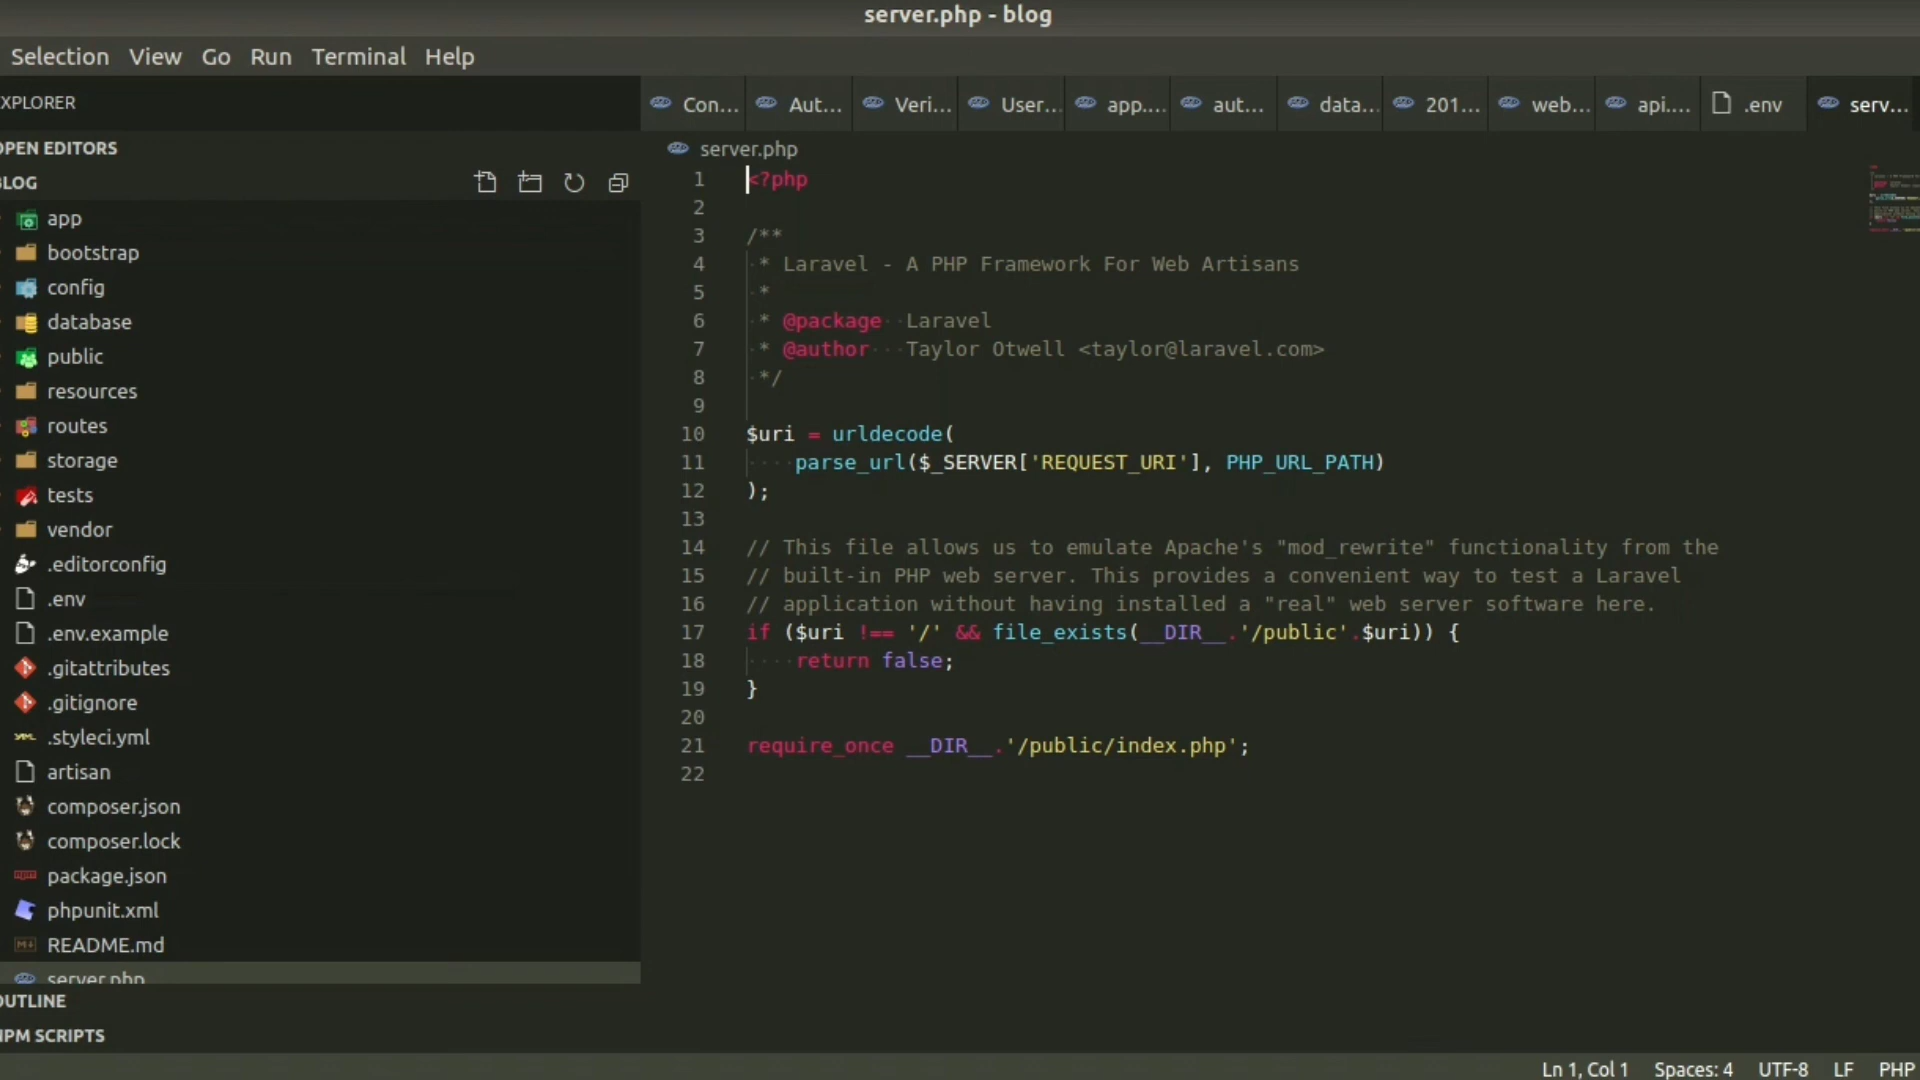 server.php - blog
Selection View Go Run Terminal Help
XPLORER
OPEN EDITORS
BLOG
app
bootstrap
config
database
public
resources
routes
storage
tests
vendor
.editorconfig
.env
.env.example
.gitattributes
.gitignore
.styleci.yml
artisan
composer.json
composer.lock
package.json
phpunit.xml
README.md
server.php
OUTLINE
NPM SCRIPTS
Con... Aut... Veri... User... app.... aut... data... 201... web... api.... .env serv...
server.php
1 <?php
2
3 /**
4 * Laravel - A PHP Framework For Web Artisans
5 *
6 * @package Laravel
7 * @author Taylor Otwell <taylor@laravel.com>
8 */
9
10 $uri = urldecode(
11 parse_url($_SERVER['REQUEST_URI'], PHP_URL_PATH)
12 );
13
14 // This file allows us to emulate Apache's "mod_rewrite" functionality from the
15 // built-in PHP web server. This provides a convenient way to test a Laravel
16 // application without having installed a "real" web server software here.
17 if ($uri !== '/' && file_exists(__DIR__.'/public'.$uri)) {
18 return false;
19 }
20
21 require_once __DIR__.'/public/index.php';
22
Ln 1, Col 1 Spaces: 4 UTF-8 LF PHP